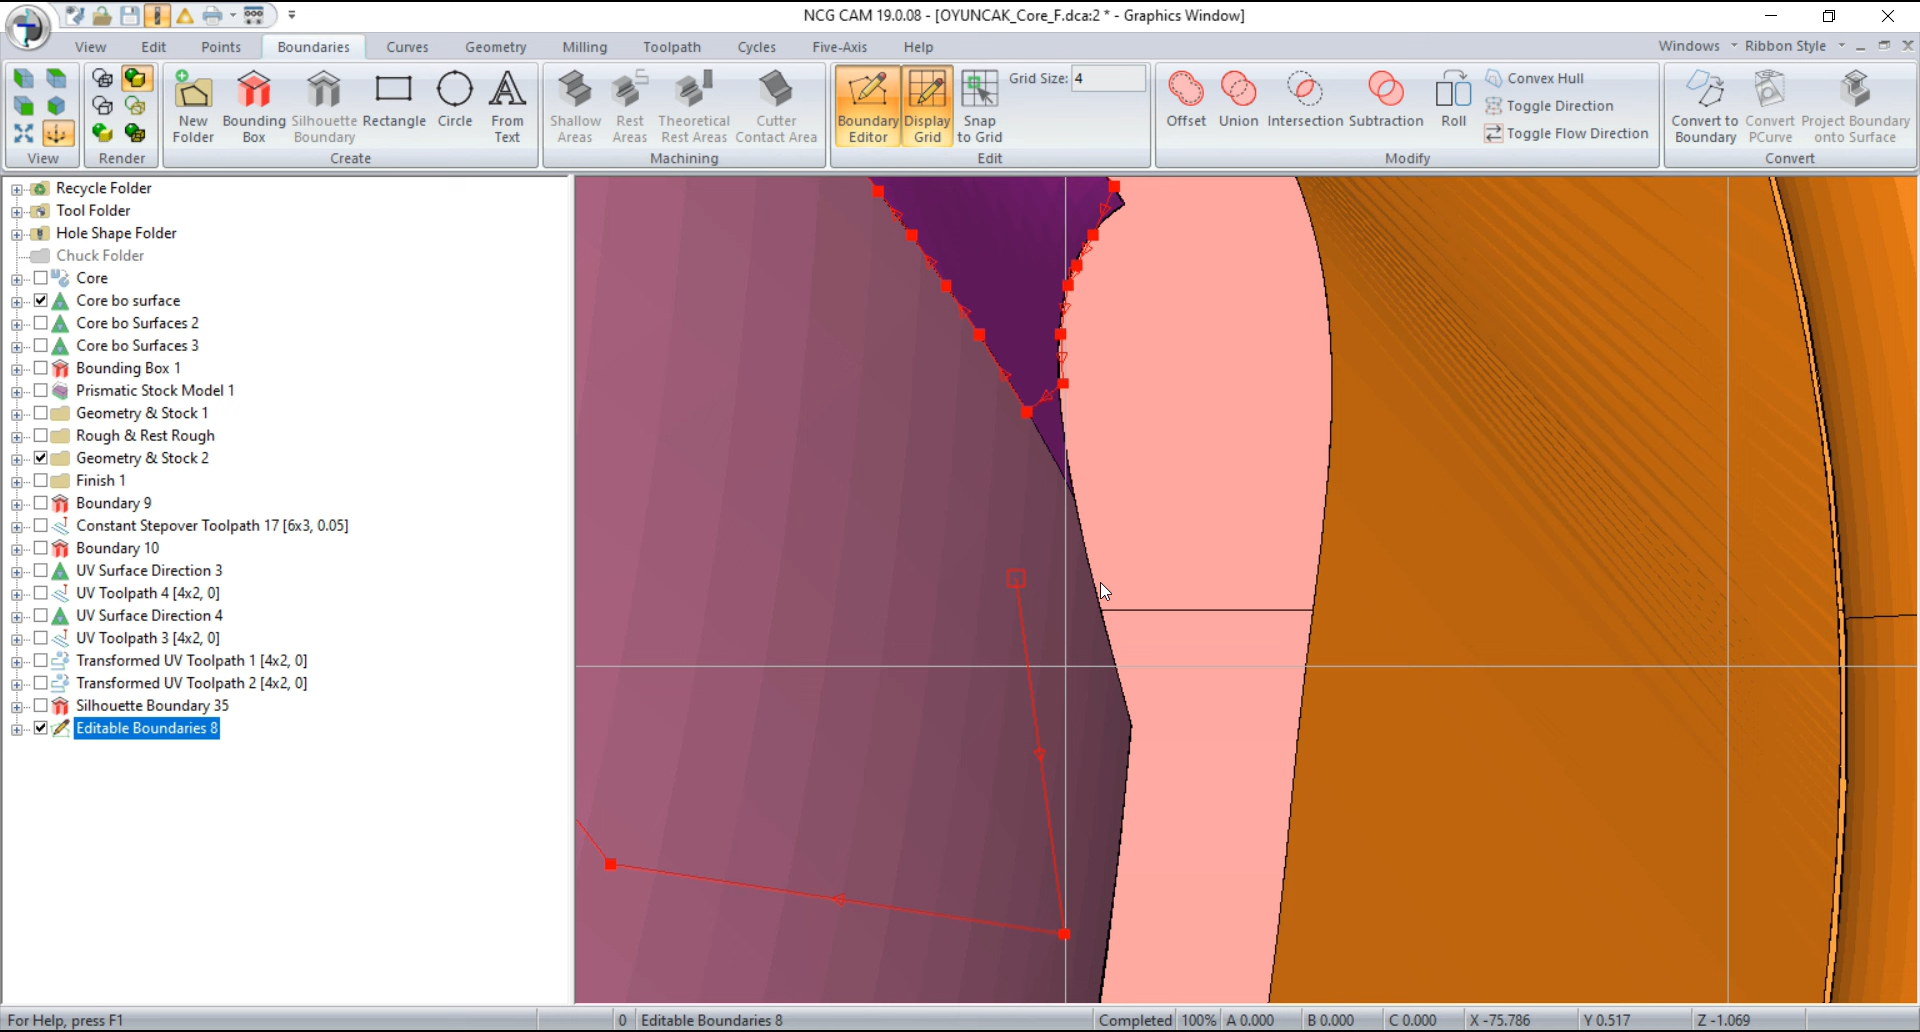 NCG CAM 19.0.08 - [OYUNCAK_Core_F.dca:2 * - Graphics Window]
View Edit Points Boundaries Curves Geometry Milling Toolpath Cycles Five-Axis Help Windows Ribbon Style
New Folder
Bounding Box
Silhouette Boundary
Rectangle
Circle
From Text
Shallow Areas
Rest Areas
Theoretical Rest Areas
Cutter Contact Area
Boundary Editor
Display Grid
Snap to Grid
Grid Size: 4
Offset
Union
Intersection
Subtraction
Roll
Convex Hull
Toggle Direction
Toggle Flow Direction
Convert to Boundary
Convert PCurve
Project Boundary onto Surface
View Render Create Machining Edit Modify Convert
Recycle Folder
Tool Folder
Hole Shape Folder
Chuck Folder
Core
Core bo surface
Core bo Surfaces 2
Core bo Surfaces 3
Bounding Box 1
Prismatic Stock Model 1
Geometry & Stock 1
Rough & Rest Rough
Geometry & Stock 2
Finish 1
Boundary 9
Constant Stepover Toolpath 17 [6x3, 0.05]
Boundary 10
UV Surface Direction 3
UV Toolpath 4 [4x2, 0]
UV Surface Direction 4
UV Toolpath 3 [4x2, 0]
Transformed UV Toolpath 1 [4x2, 0]
Transformed UV Toolpath 2 [4x2, 0]
Silhouette Boundary 35
Editable Boundaries 8
For Help, press F1 0 Editable Boundaries 8 Completed 100% A 0.000 B 0.000 C 0.000 X -75.786 Y 0.517 Z -1.069